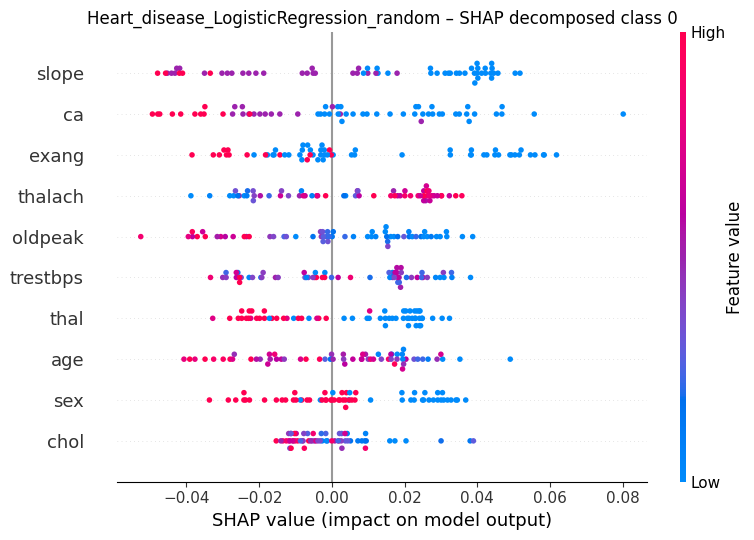 Heart_disease_LogisticRegression_random – SHAP decomposed class 0
High
slope
ca
exang
thalach
oldpeak
trestbps
thal
age
sex
chol
Feature value
Low
−0.04 −0.02 0.00 0.02 0.04 0.06 0.08
SHAP value (impact on model output)